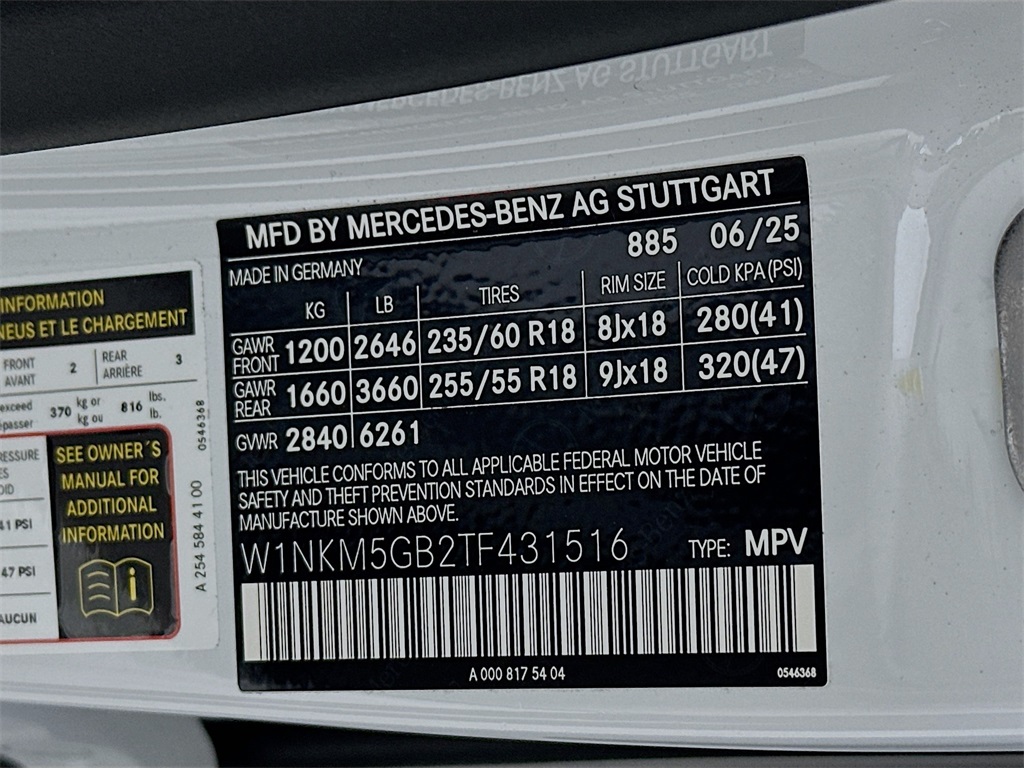 MERCEDES-BENZ AG STUTTGART
INFORMATION
NEUS ET LE CHARGEMENT
FRONT
AVANT
2
REAR
ARRIÈRE
3
exceed
370 kg or
kg ou
816 lbs.
lb.
41 PSI
47 PSI
AUCUN
SEE OWNER´S
MANUAL FOR
ADDITIONAL
INFORMATION
i
0546368
A 254 584 41 00
MFD BY MERCEDES-BENZ AG STUTTGART
885 06/25
MADE IN GERMANY
KG LB TIRES RIM SIZE COLD KPA (PSI)
GAWR FRONT 1200 2646 235/60 R18 8Jx18 280(41)
GAWR REAR 1660 3660 255/55 R18 9Jx18 320(47)
GVWR 2840 6261
THIS VEHICLE CONFORMS TO ALL APPLICABLE FEDERAL MOTOR VEHICLE
SAFETY AND THEFT PREVENTION STANDARDS IN EFFECT ON THE DATE OF
MANUFACTURE SHOWN ABOVE.
W1NKM5GB2TF431516 TYPE: MPV
A 000 817 54 04 0546368